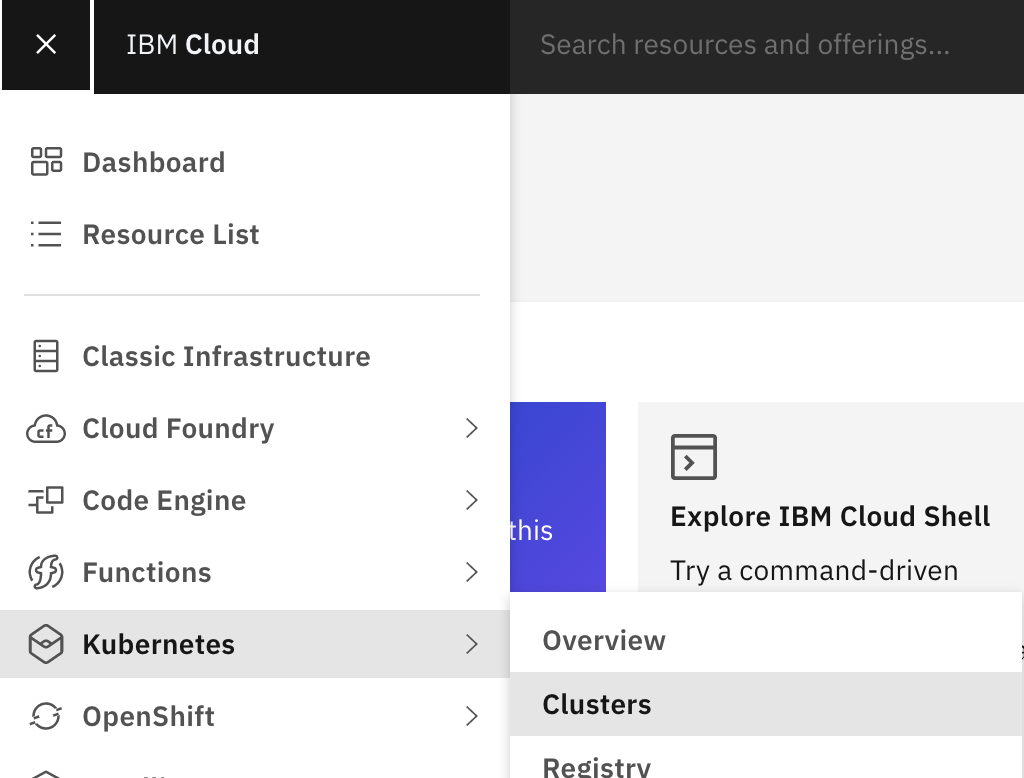 IBM Cloud
Search resources and offerings...
Dashboard
Resource List
Classic Infrastructure
Cloud Foundry
cf
Code Engine
Functions
Kubernetes
OpenShift
this
Explore IBM Cloud Shell
Try a command-driven
Overview
Clusters
Registry